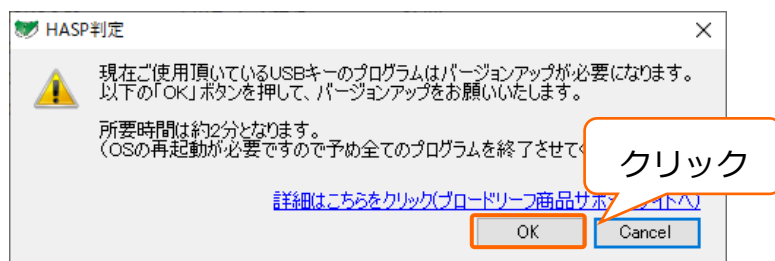 HASP判定
現在ご使用頂いているUSBキーのプログラムはバージョンアップが必要になります。
以下の「OK」ボタンを押して、バージョンアップをお願いいたします。
所要時間は約2分となります。
(OSの再起動が必要ですので予め全てのプログラムを終了させて
クリック
詳細はこちらをクリック(ブロードリーフ商品サポ
イトへ)
OK
Cancel